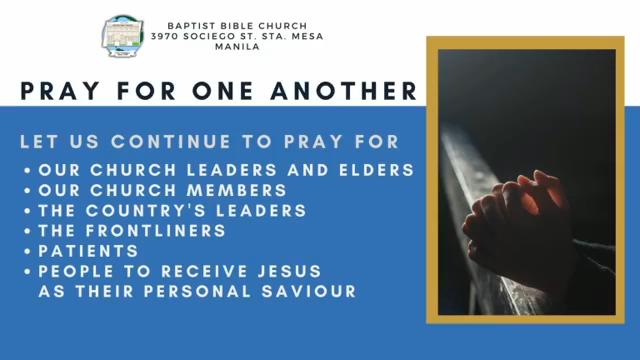 BAPTIST BIBLE CHURCH
3970 SOCIEGO ST. STA. MESA
MANILA
PRAY FOR ONE ANOTHER
LET US CONTINUE TO PRAY FOR
• OUR CHURCH LEADERS AND ELDERS
• OUR CHURCH MEMBERS
• THE COUNTRY'S LEADERS
• THE FRONTLINERS
• PATIENTS
• PEOPLE TO RECEIVE JESUS
AS THEIR PERSONAL SAVIOUR